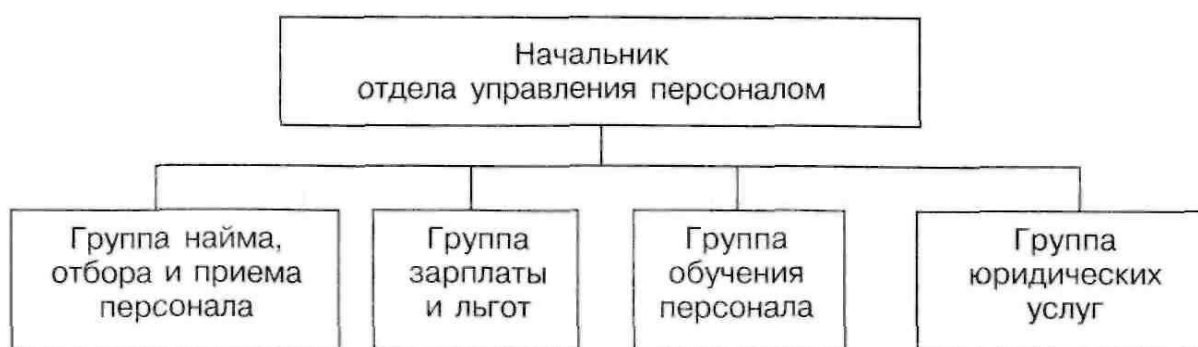 Начальник
отдела управления персоналом
Группа найма,
отбора и приема
персонала
Группа
зарплаты
и льгот
Группа
обучения
персонала
Группа
юридических
услуг